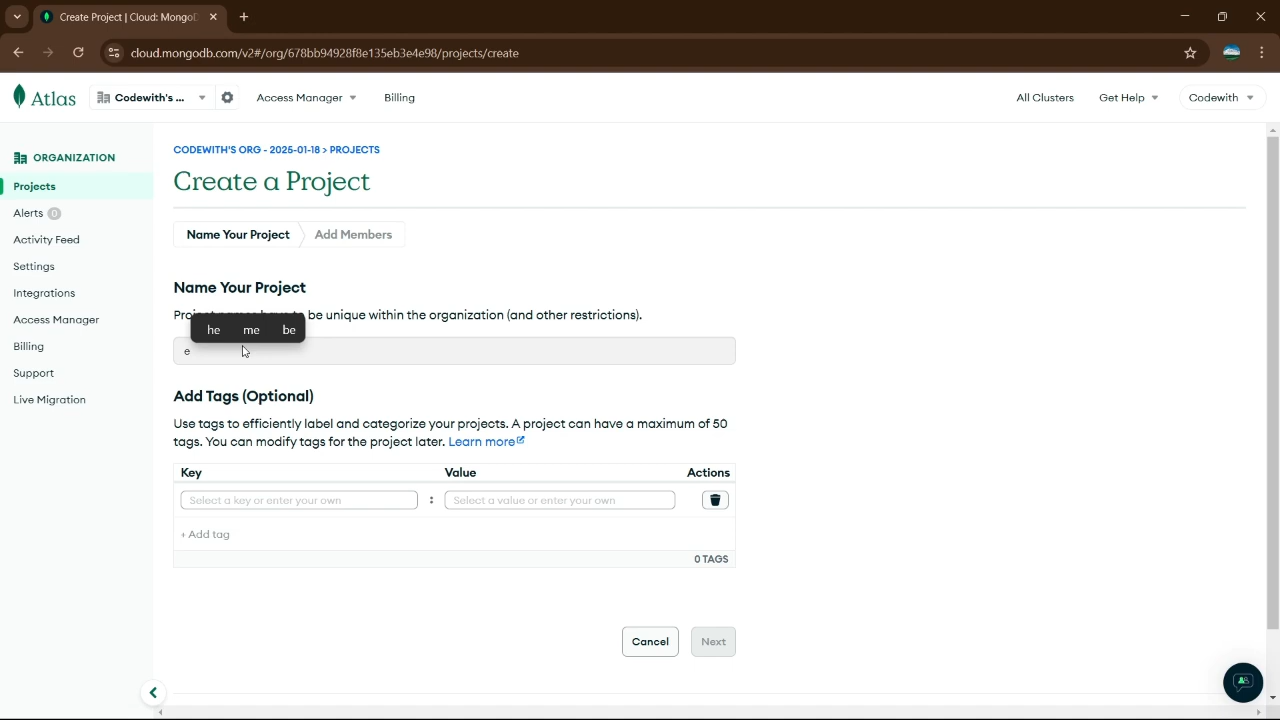 Create Project | Cloud: MongoD
cloud.mongodb.com/v2#/org/678bb94928f8e135eb3e4e98/projects/create
Atlas
Codewith's ...
Access Manager
Billing
All Clusters
Get Help
Codewith
ORGANIZATION
Projects
Alerts 0
Activity Feed
Settings
Integrations
Access Manager
Billing
Support
Live Migration
CODEWITH'S ORG - 2025-01-18 > PROJECTS
Create a Project
Name Your Project
Add Members
Name Your Project
be unique within the organization (and other restrictions).
he me be
e
Add Tags (Optional)
Use tags to efficiently label and categorize your projects. A project can have a maximum of 50
tags. You can modify tags for the project later. Learn more
Key Value Actions
Select a key or enter your own : Select a value or enter your own
+ Add tag
0 TAGS
Cancel Next